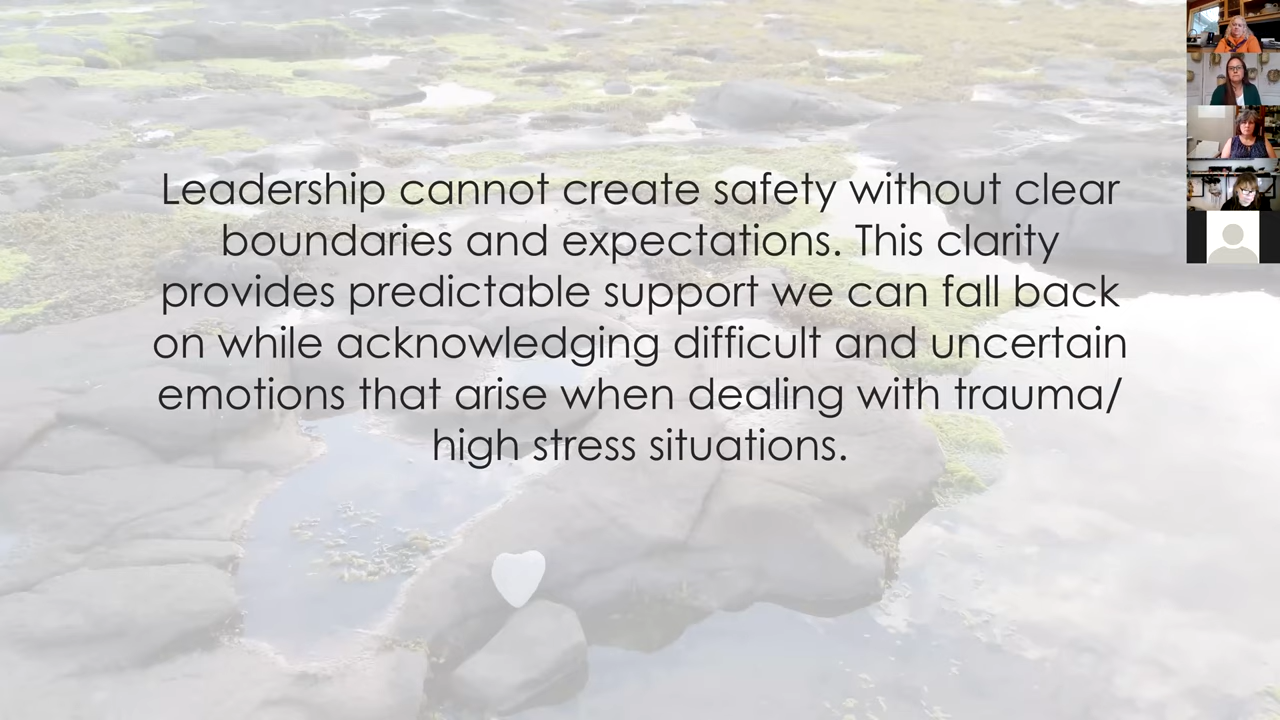 Leadership cannot create safety without clear
boundaries and expectations. This clarity
provides predictable support we can fall back
on while acknowledging difficult and uncertain
emotions that arise when dealing with trauma/
high stress situations.